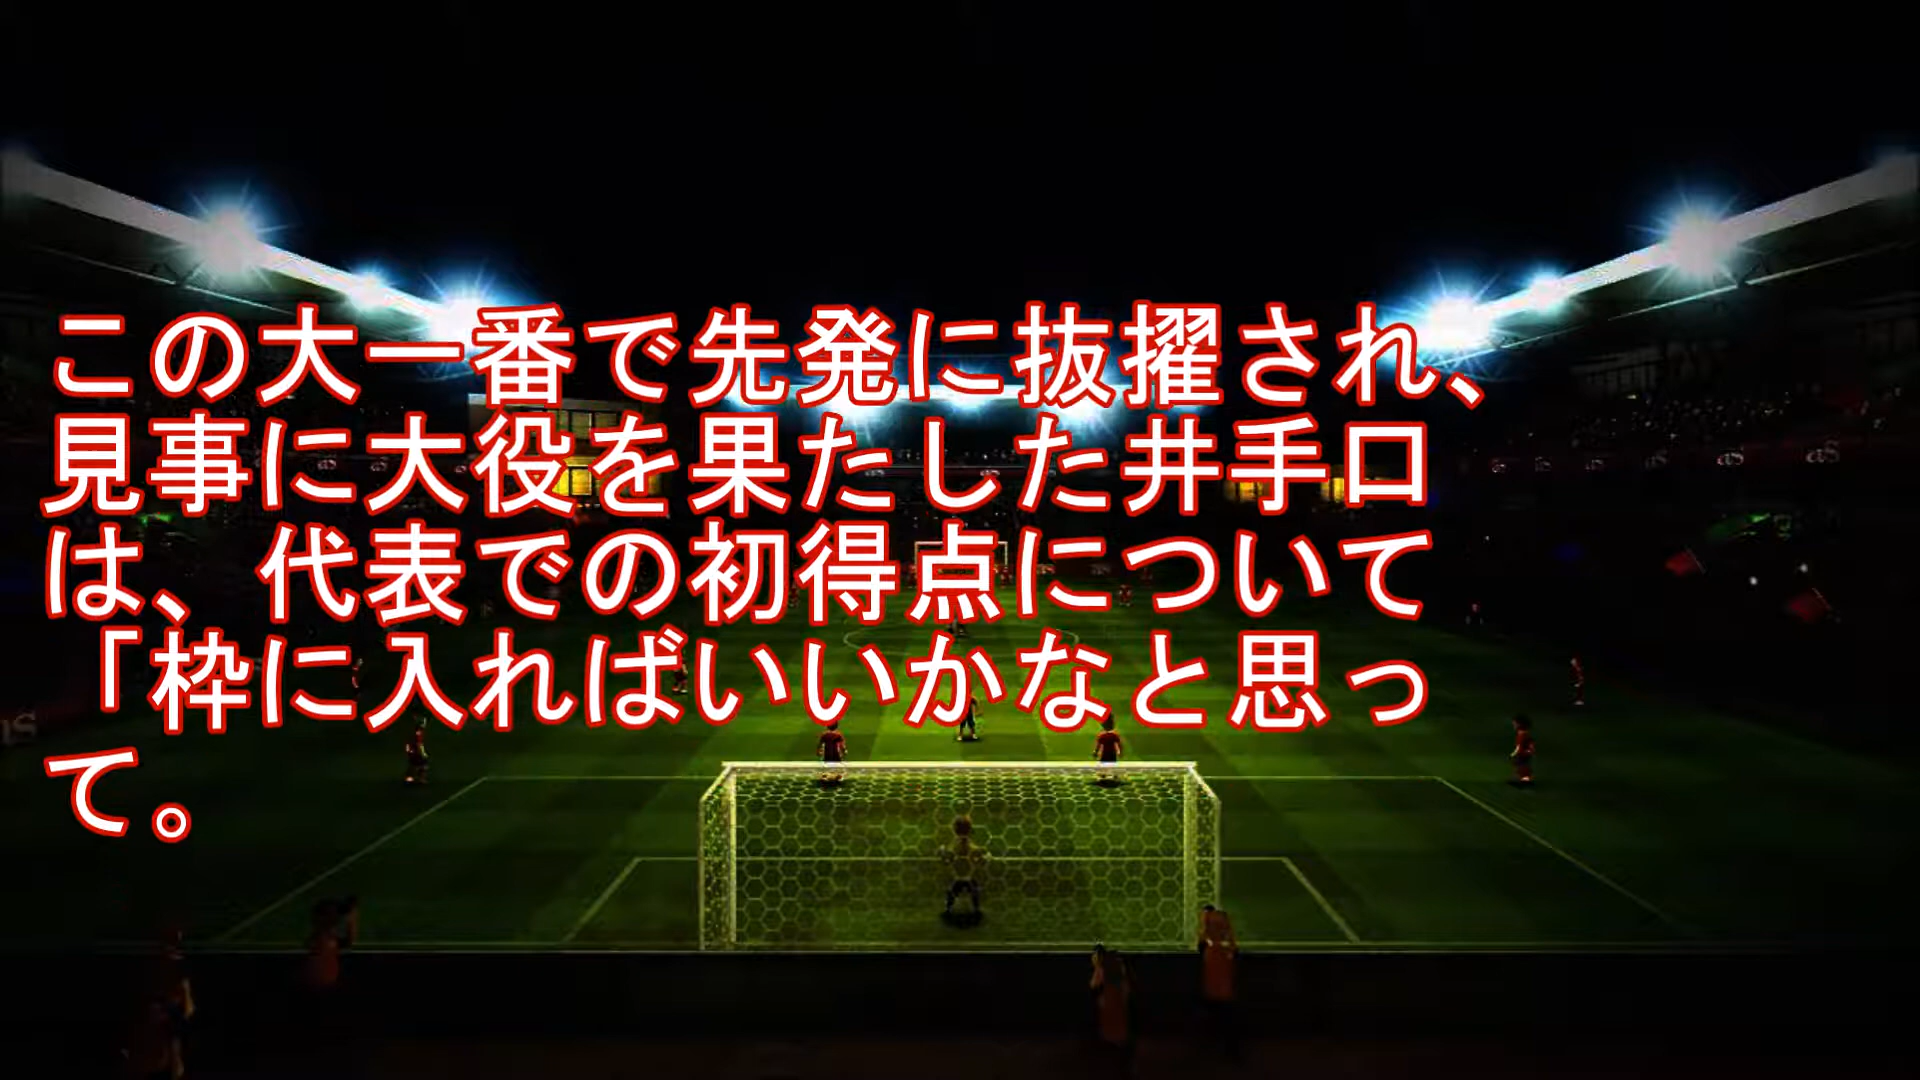 この大一番で先発に抜擢され、
見事に大役を果たした井手口
は、代表での初得点について
「枠に入ればいいかなと思っ
て。